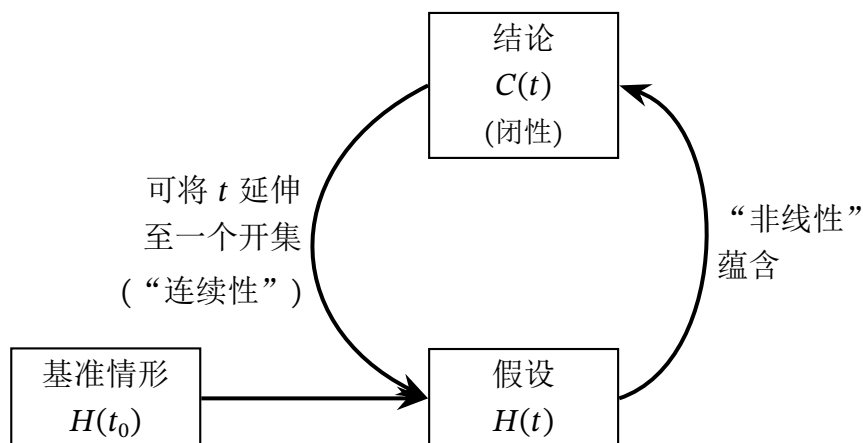 结论
C(t)
(闭性)
可将 t 延伸
至一个开集
(“连续性”)
“非线性”
蕴含
基准情形
H(t₀)
假设
H(t)